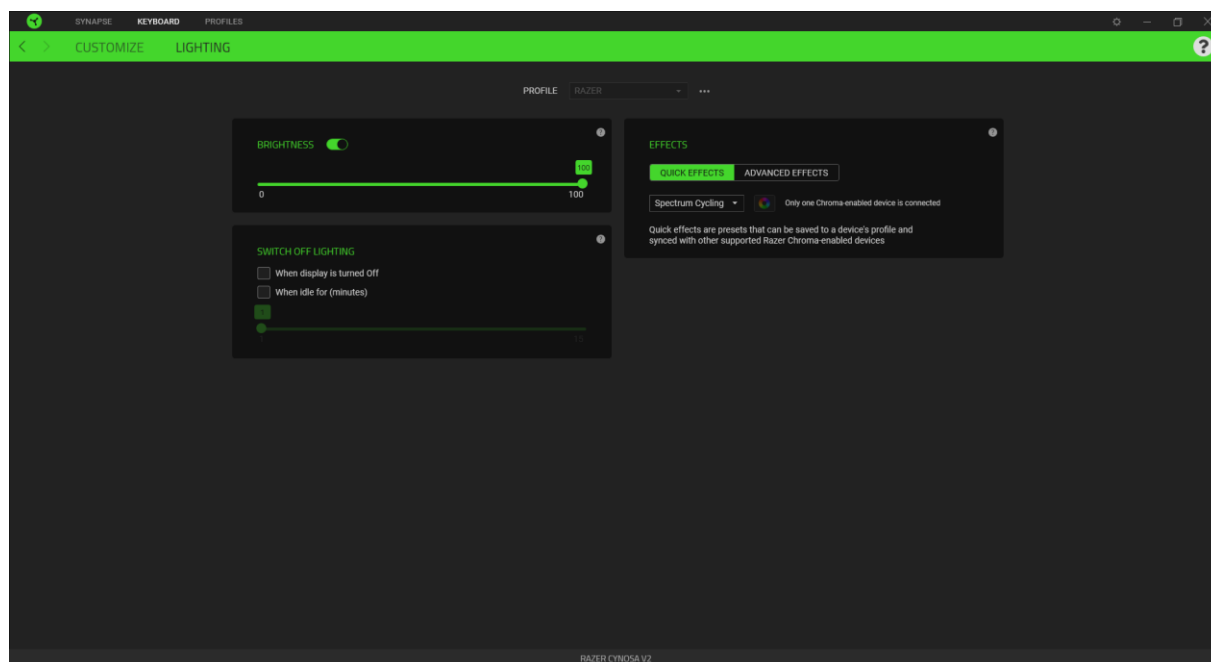 SYNAPSE KEYBOARD PROFILES
CUSTOMIZE LIGHTING
?
PROFILE RAZER
BRIGHTNESS
?
100
0 100
SWITCH OFF LIGHTING
?
When display is turned Off
When idle for (minutes)
1 15
EFFECTS
?
QUICK EFFECTS ADVANCED EFFECTS
Spectrum Cycling Only one Chroma-enabled device is connected
Quick effects are presets that can be saved to a device's profile and
synced with other supported Razer Chroma-enabled devices
RAZER CYNOSA V2